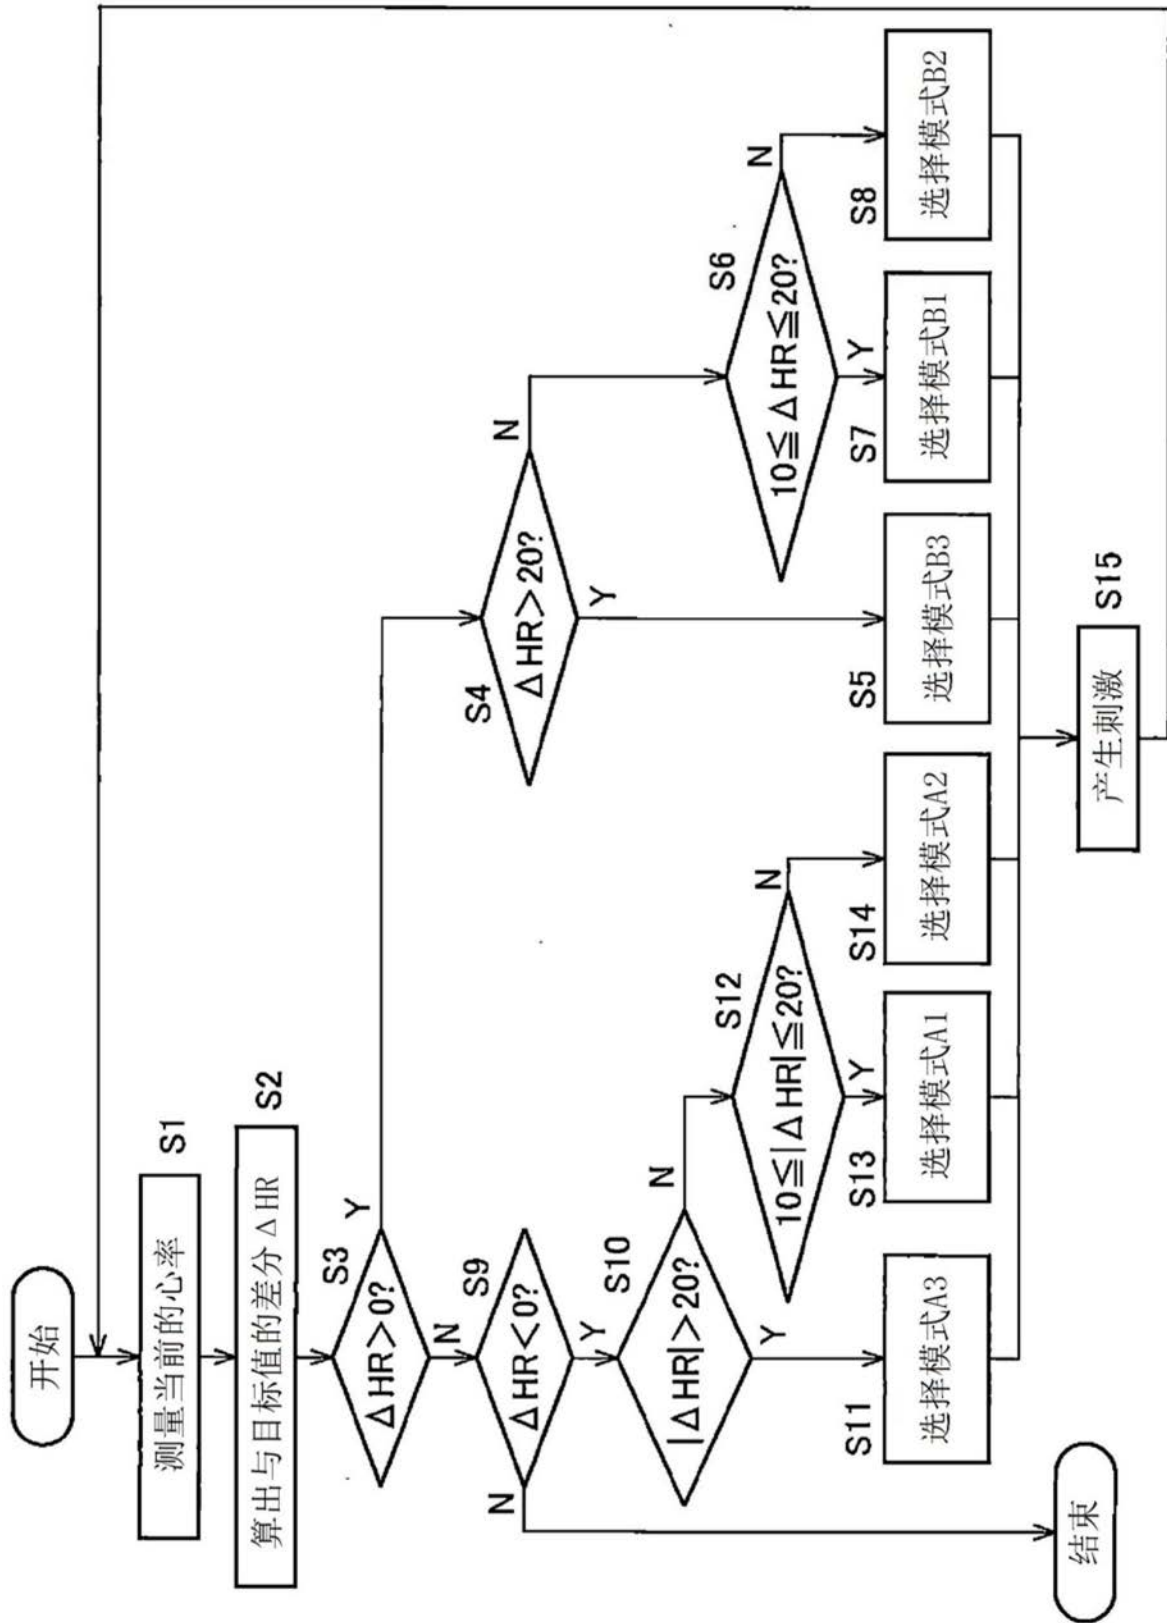 开始
测量当前的心率
S1
算出与目标值的差分ΔHR
S2
ΔHR>0?
S3
Y
N
ΔHR<0?
S9
N
Y
|ΔHR|>20?
S10
N
Y
S11
选择模式A3
10≦|ΔHR|≦20?
S12
N
Y
S13
选择模式A1
S14
选择模式A2
ΔHR>20?
S4
N
Y
S5
选择模式B3
10≦ΔHR≦20?
S6
N
Y
S7
选择模式B1
S8
选择模式B2
产生刺激
S15
结束